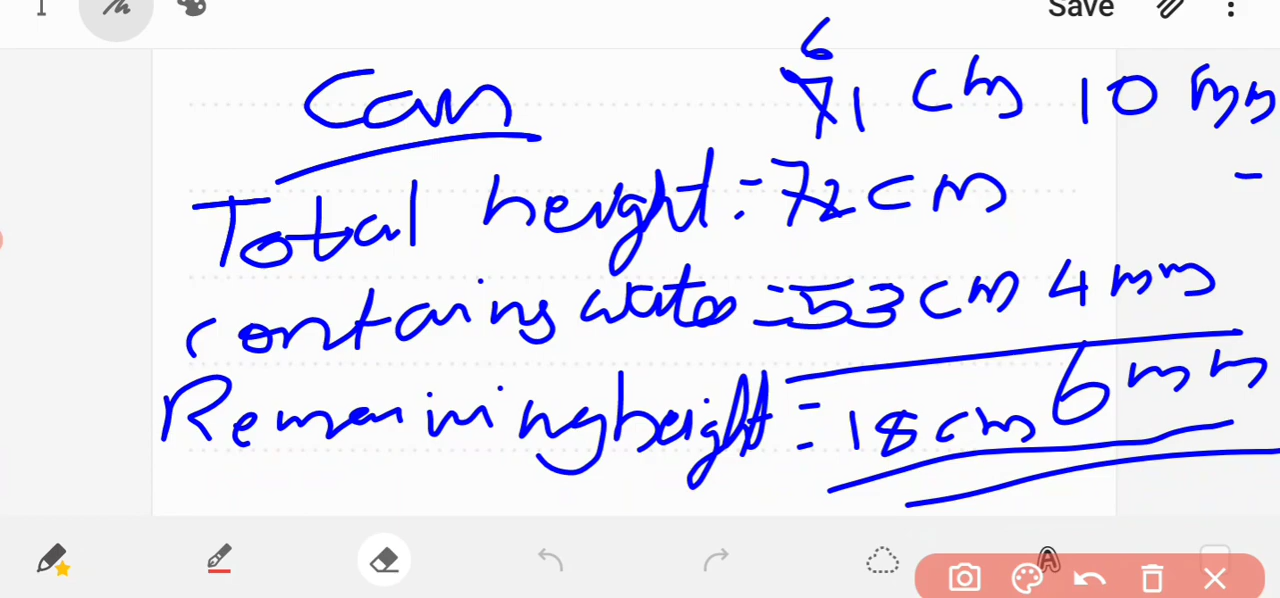 Save
6
Can 71 cm 10 mm
Total height = 72 cm -
containing water = 53 cm 4 mm
Remaining height = 18 cm 6 mm